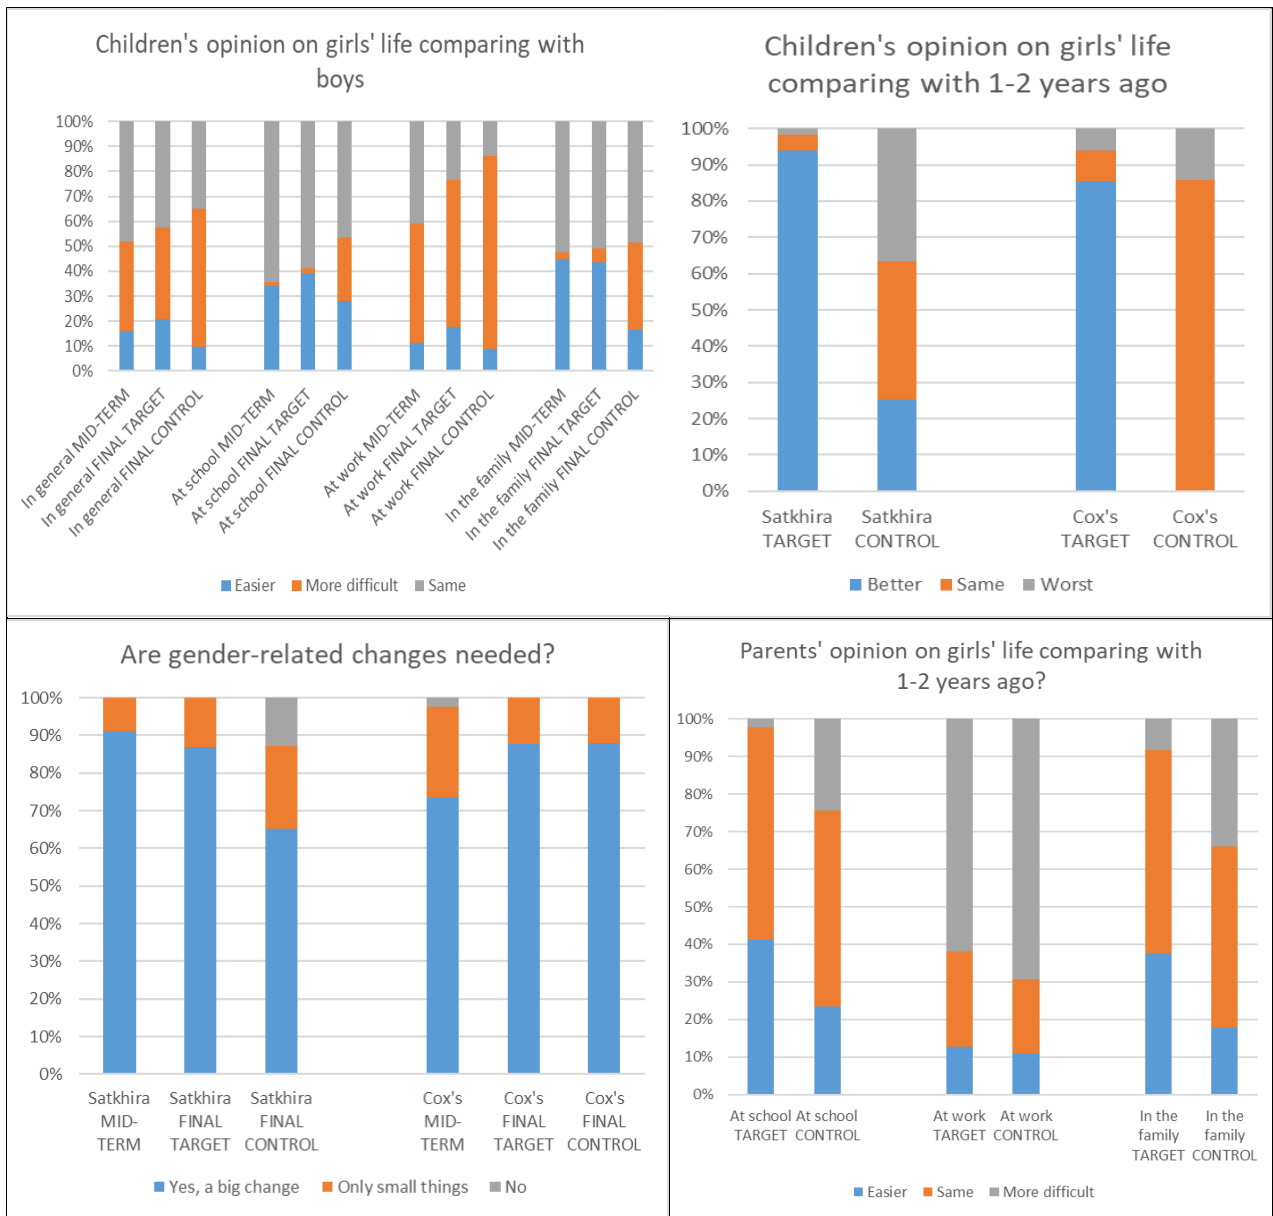 Children's opinion on girls' life comparing with
boys
100%
90%
80%
70%
60%
50%
40%
30%
20%
10%
0%
In general MID-TERM
In general FINAL TARGET
In general FINAL CONTROL
At school MID-TERM
At school FINAL TARGET
At school FINAL CONTROL
At work MID-TERM
At work FINAL TARGET
At work FINAL CONTROL
In the family MID-TERM
In the family FINAL TARGET
In the family FINAL CONTROL
Easier More difficult Same
Children's opinion on girls' life
comparing with 1-2 years ago
100%
90%
80%
70%
60%
50%
40%
30%
20%
10%
0%
Satkhira Satkhira Cox's Cox's
TARGET CONTROL TARGET CONTROL
Better Same Worst
Are gender-related changes needed?
100%
90%
80%
70%
60%
50%
40%
30%
20%
10%
0%
Satkhira Satkhira Satkhira Cox's Cox's Cox's
MID- FINAL FINAL MID- FINAL FINAL
TERM TARGET CONTROL TERM TARGET CONTROL
Yes, a big change Only small things No
Parents' opinion on girls' life comparing with
1-2 years ago?
100%
90%
80%
70%
60%
50%
40%
30%
20%
10%
0%
At school At school At work At work In the In the
TARGET CONTROL TARGET CONTROL family family
TARGET CONTROL
Easier Same More difficult